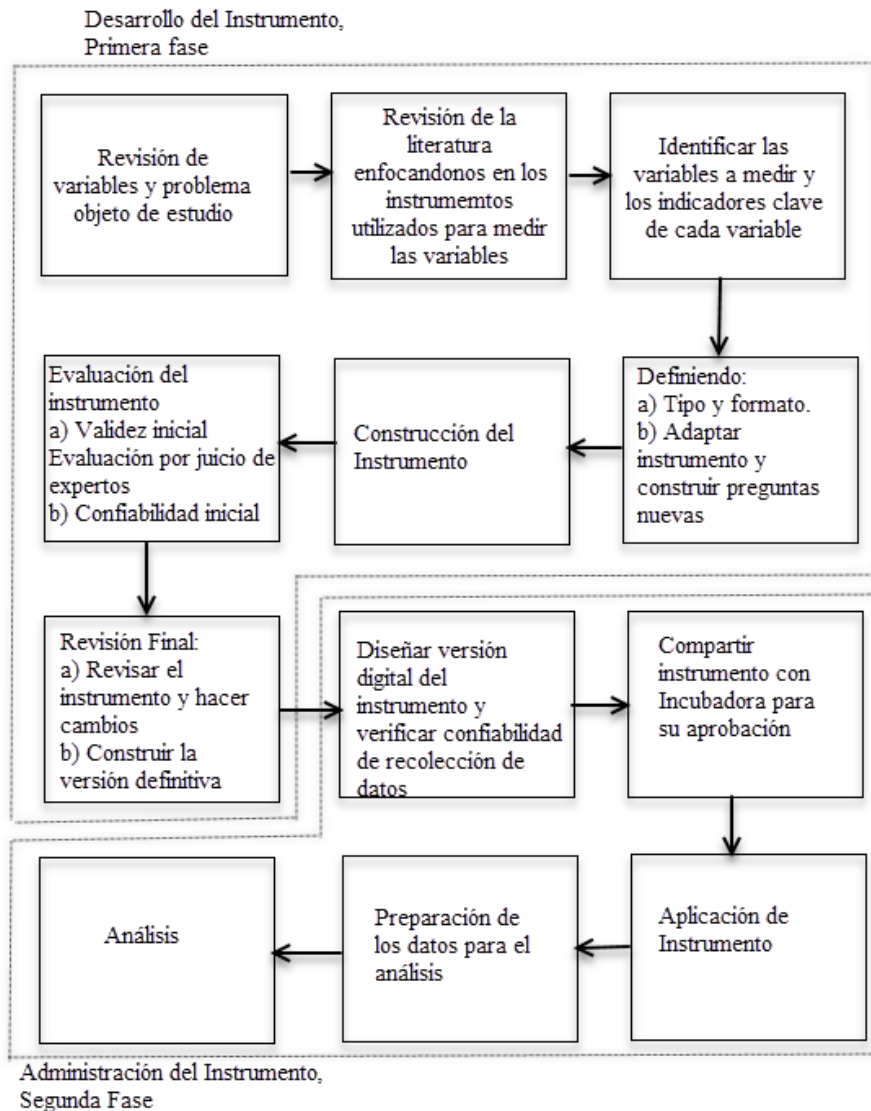 Desarrollo del Instrumento,
Primera fase
Revisión de
variables y problema
objeto de estudio
Revisión de la
literatura
enfocandonos en los
instrumemtos
utilizados para medir
las variables
Identificar las
variables a medir y
los indicadores clave
de cada variable
Definiendo:
a) Tipo y formato.
b) Adaptar
instrumento y
construir preguntas
nuevas
Construcción del
Instrumento
Evaluación del
instrumento
a) Validez inicial
Evaluación por juicio de
expertos
b) Confiabilidad inicial
Revisión Final:
a) Revisar el
instrumento y hacer
cambios
b) Construir la
versión definitiva
Diseñar versión
digital del
instrumento y
verificar confiabilidad
de recolección de
datos
Compartir
instrumento con
Incubadora para
su aprobación
Aplicación de
Instrumento
Preparación de
los datos para el
análisis
Análisis
Administración del Instrumento,
Segunda Fase